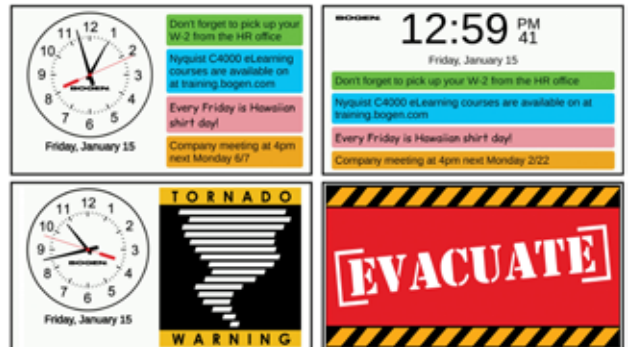 12
1
2
3
4
5
6
7
8
9
10
11
BOGEN
Friday, January 15
Don't forget to pick up your
W-2 from the HR office
Nyquist C4000 eLearning
courses are available on
at training.bogen.com
Every Friday is Hawaiian
shirt day!
Company meeting at 4pm
next Monday 6/7
BOGEN
12:59 PM
41
Friday, January 15
Don't forget to pick up your W-2 from the HR office
Nyquist C4000 eLearning courses are available on at
training.bogen.com
Every Friday is Hawaiian shirt day!
Company meeting at 4pm next Monday 2/22
12
1
2
3
4
5
6
7
8
9
10
11
BOGEN
Friday, January 15
TORNADO
WARNING
EVACUATE